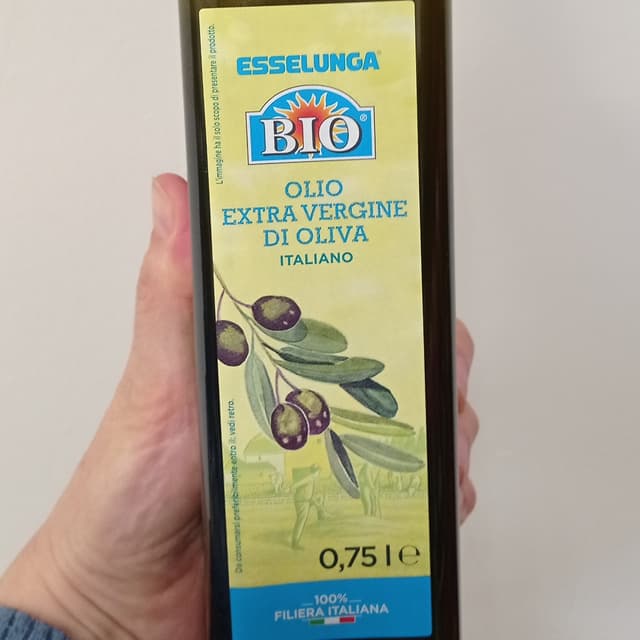 ESSELUNGA®
BIO®
OLIO
EXTRA VERGINE
DI OLIVA
ITALIANO
L'immagine ha il solo scopo di presentare il prodotto.
Da consumarsi preferibilmente entro il: vedi retro.
0,75 l e
100%
FILIERA ITALIANA